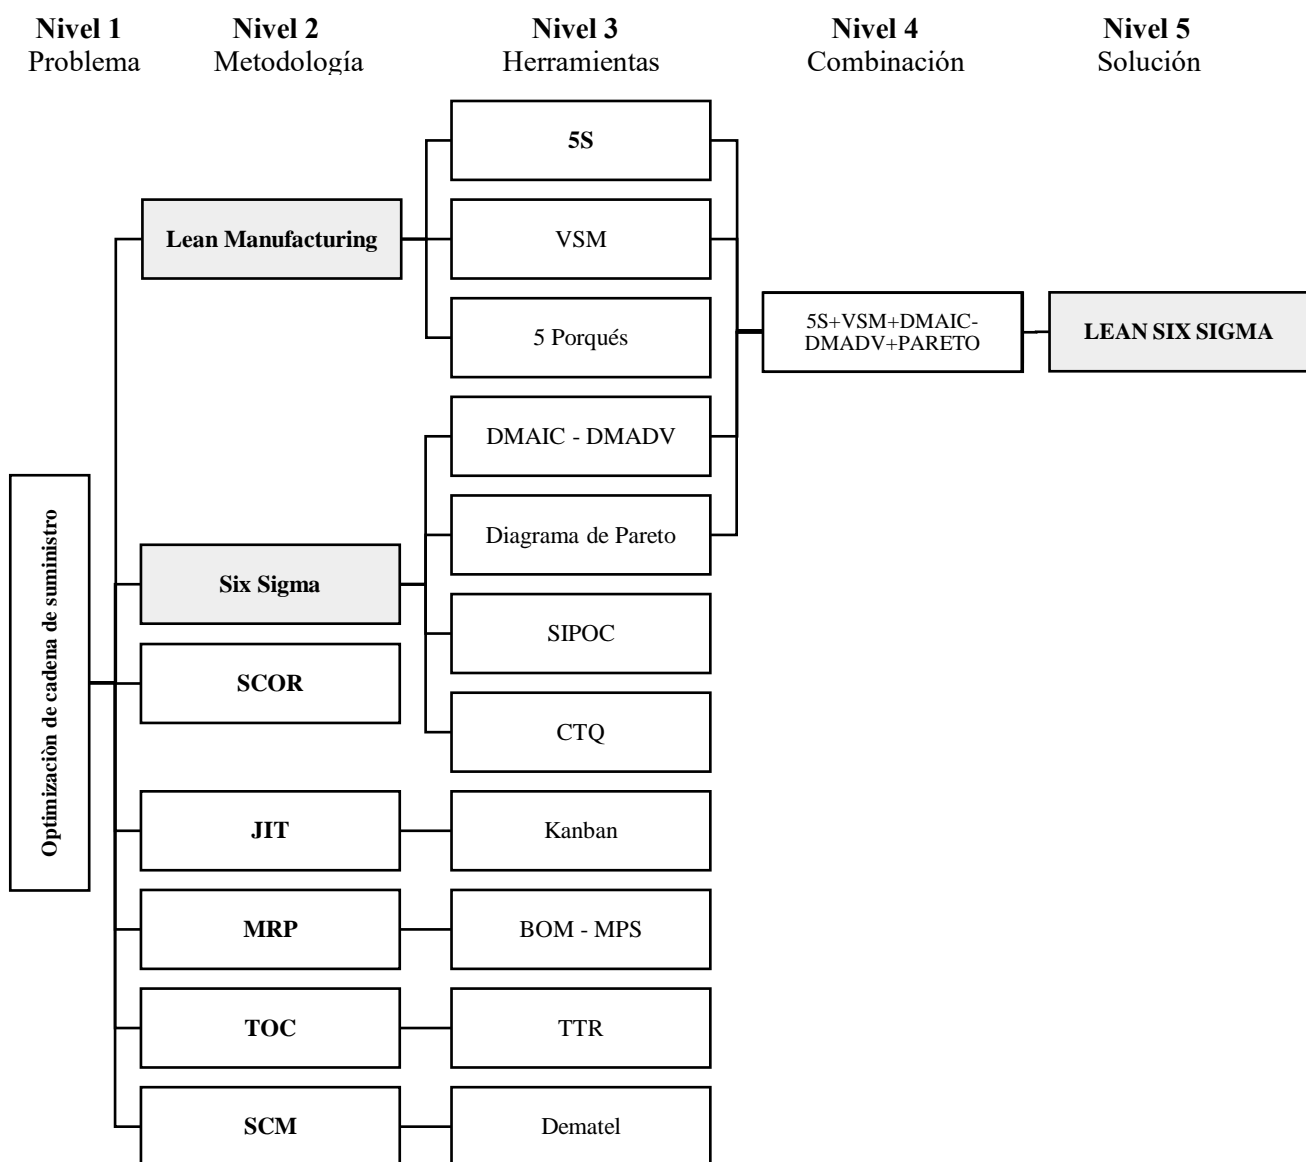 Nivel 1
Problema
Nivel 2
Metodología
Nivel 3
Herramientas
Nivel 4
Combinación
Nivel 5
Solución
Optimizaciòn de cadena de suministro
Lean Manufacturing
Six Sigma
SCOR
JIT
MRP
TOC
SCM
5S
VSM
5 Porqués
DMAIC - DMADV
Diagrama de Pareto
SIPOC
CTQ
Kanban
BOM - MPS
TTR
Dematel
5S+VSM+DMAIC-
DMADV+PARETO
LEAN SIX SIGMA